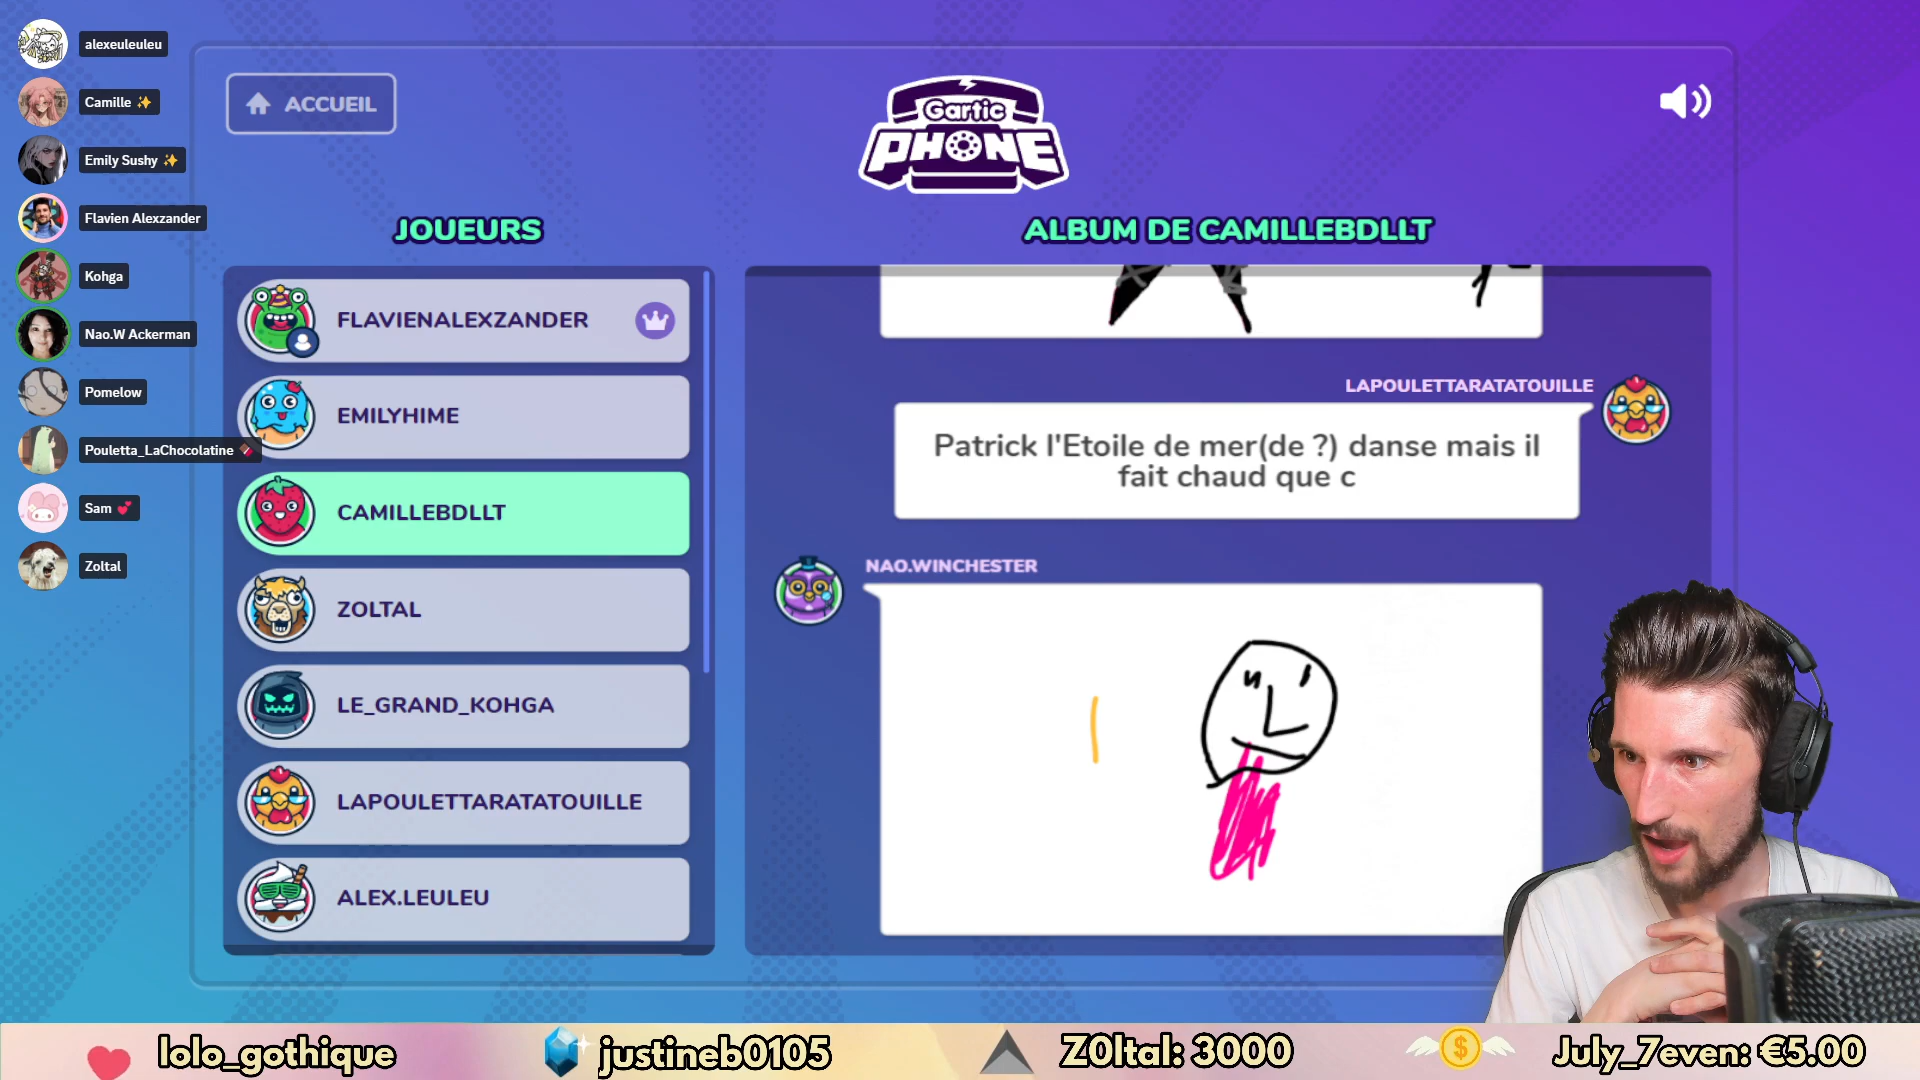 alexeuleuleu
Camille ✨
Emily Sushy ✨
Flavien Alexzander
Kohga
Nao.W Ackerman
Pomelow
Pouletta_LaChocolatine 🍫
Sam 💕
Zoltal
ACCUEIL
Gartic
PHONE
JOUEURS
FLAVIENALEXZANDER
EMILYHIME
CAMILLEBDLLT
ZOLTAL
LE_GRAND_KOHGA
LAPOULETTARATATOUILLE
ALEX.LEULEU
ALBUM DE CAMILLEBDLLT
LAPOULETTARATATOUILLE
Patrick l'Etoile de mer(de ?) danse mais il
fait chaud que c
NAO.WINCHESTER
lolo_gothique
justineb0105
Z0ltal: 3000
July_7even: €5.00